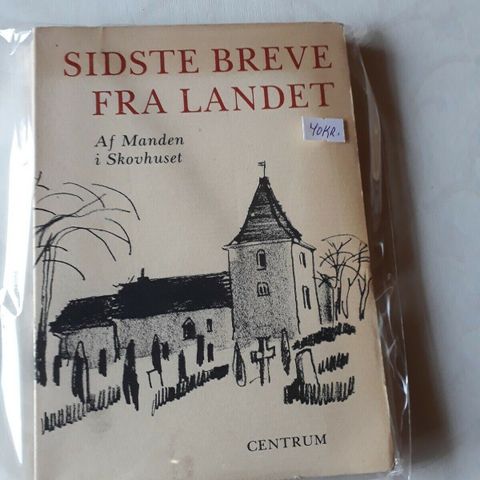 SIDSTE BREVE
FRA LANDET
Af Manden
i Skovhuset
40KR.
CENTRUM